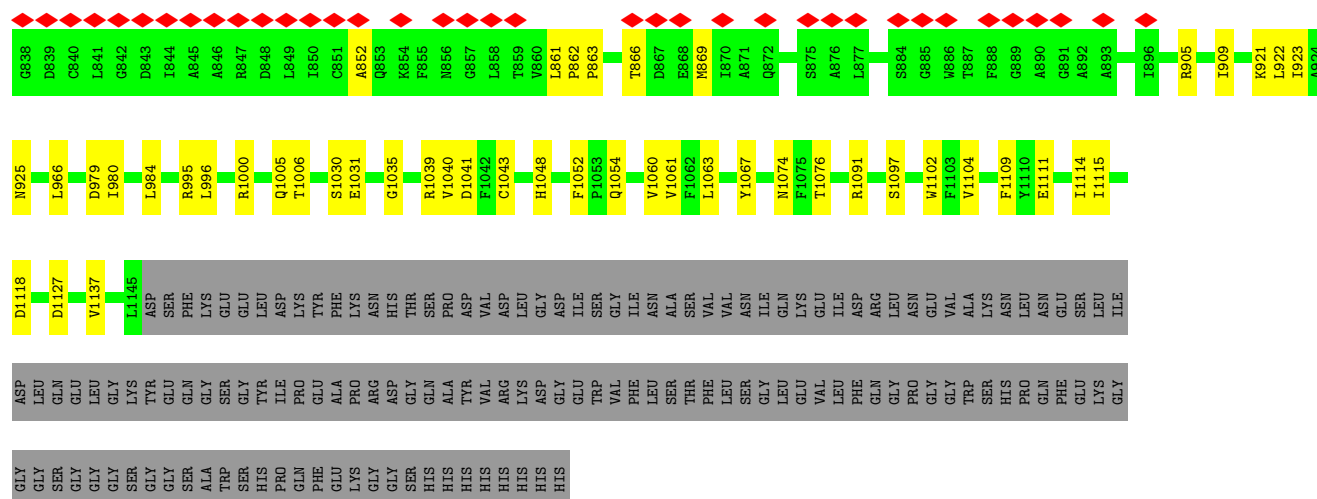 G838 D839 C840 L841 G842 D843 I844 A845 A846 R847 D848 L849 I850 C851 A852 Q853 K854 F855 N856 G857 L858 T859 V860 L861 P862 P863 T866 D867 E868 M869 I870 A871 Q872 S875 A876 L877 S884 G885 W886 T887 F888 G889 A890 G891 A892 A893 I896 R905 I909 K921 L922 I923 A924
N925 L966 D979 I980 L984 R995 L996 R1000 Q1005 T1006 S1030 E1031 G1035 R1039 V1040 D1041 F1042 C1043 H1048 F1052 P1053 Q1054 V1060 V1061 F1062 L1063 Y1067 N1074 F1075 T1076 R1091 S1097 W1102 F1103 V1104 F1109 Y1110 E1111 I1114 I1115
D1118 D1127 V1137 L1145 ASP SER PHE LYS GLU GLU LEU ASP LYS TYR PHE LYS ASN HIS THR SER PRO ASP VAL ASP LEU GLY ASP ILE SER GLY ILE ASN ALA SER VAL VAL ASN ILE GLN LYS GLU ILE ASP ARG LEU ASN GLU VAL ALA LYS ASN LEU ASN GLU SER LEU ILE
ASP LEU GLN GLU LEU GLY LYS TYR GLU GLN GLY SER GLY TYR ILE PRO GLU ALA PRO ARG ASP GLY GLN ALA TYR VAL ARG LYS ASP GLY GLU TRP VAL PHE LEU SER THR PHE LEU SER GLY LEU GLU VAL LEU PHE GLN GLY PRO GLY GLY TRP SER HIS PRO GLN PHE GLU LYS GLY
GLY GLY SER GLY GLY GLY SER GLY GLY SER ALA TRP SER HIS PRO GLN PHE GLU LYS GLY GLY SER HIS HIS HIS HIS HIS HIS HIS HIS